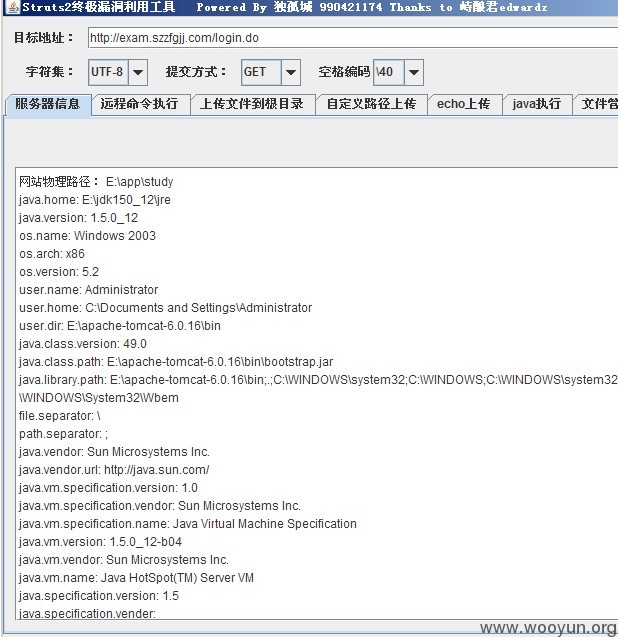 Struts2终极漏洞利用工具 Powered By 独孤城 990421174 Thanks to 峙酿君edwardz
目标地址： http://exam.szzfgjj.com/login.do
字符集： UTF-8 提交方式： GET 空格编码 \40
服务器信息 远程命令执行 上传文件到根目录 自定义路径上传 echo上传 java执行 文件管
网站物理路径： E:\app\study
java.home: E:\jdk150_12\jre
java.version: 1.5.0_12
os.name: Windows 2003
os.arch: x86
os.version: 5.2
user.name: Administrator
user.home: C:\Documents and Settings\Administrator
user.dir: E:\apache-tomcat-6.0.16\bin
java.class.version: 49.0
java.class.path: E:\apache-tomcat-6.0.16\bin\bootstrap.jar
java.library.path: E:\apache-tomcat-6.0.16\bin;.;C:\WINDOWS\system32;C:\WINDOWS;C:\WINDOWS\system32
\WINDOWS\System32\Wbem
file.separator: \
path.separator: ;
java.vendor: Sun Microsystems Inc.
java.vendor.url: http://java.sun.com/
java.vm.specification.version: 1.0
java.vm.specification.vendor: Sun Microsystems Inc.
java.vm.specification.name: Java Virtual Machine Specification
java.vm.version: 1.5.0_12-b04
java.vm.vendor: Sun Microsystems Inc.
java.vm.name: Java HotSpot(TM) Server VM
java.specification.version: 1.5
java.specification.vender:
www.wooyun.org